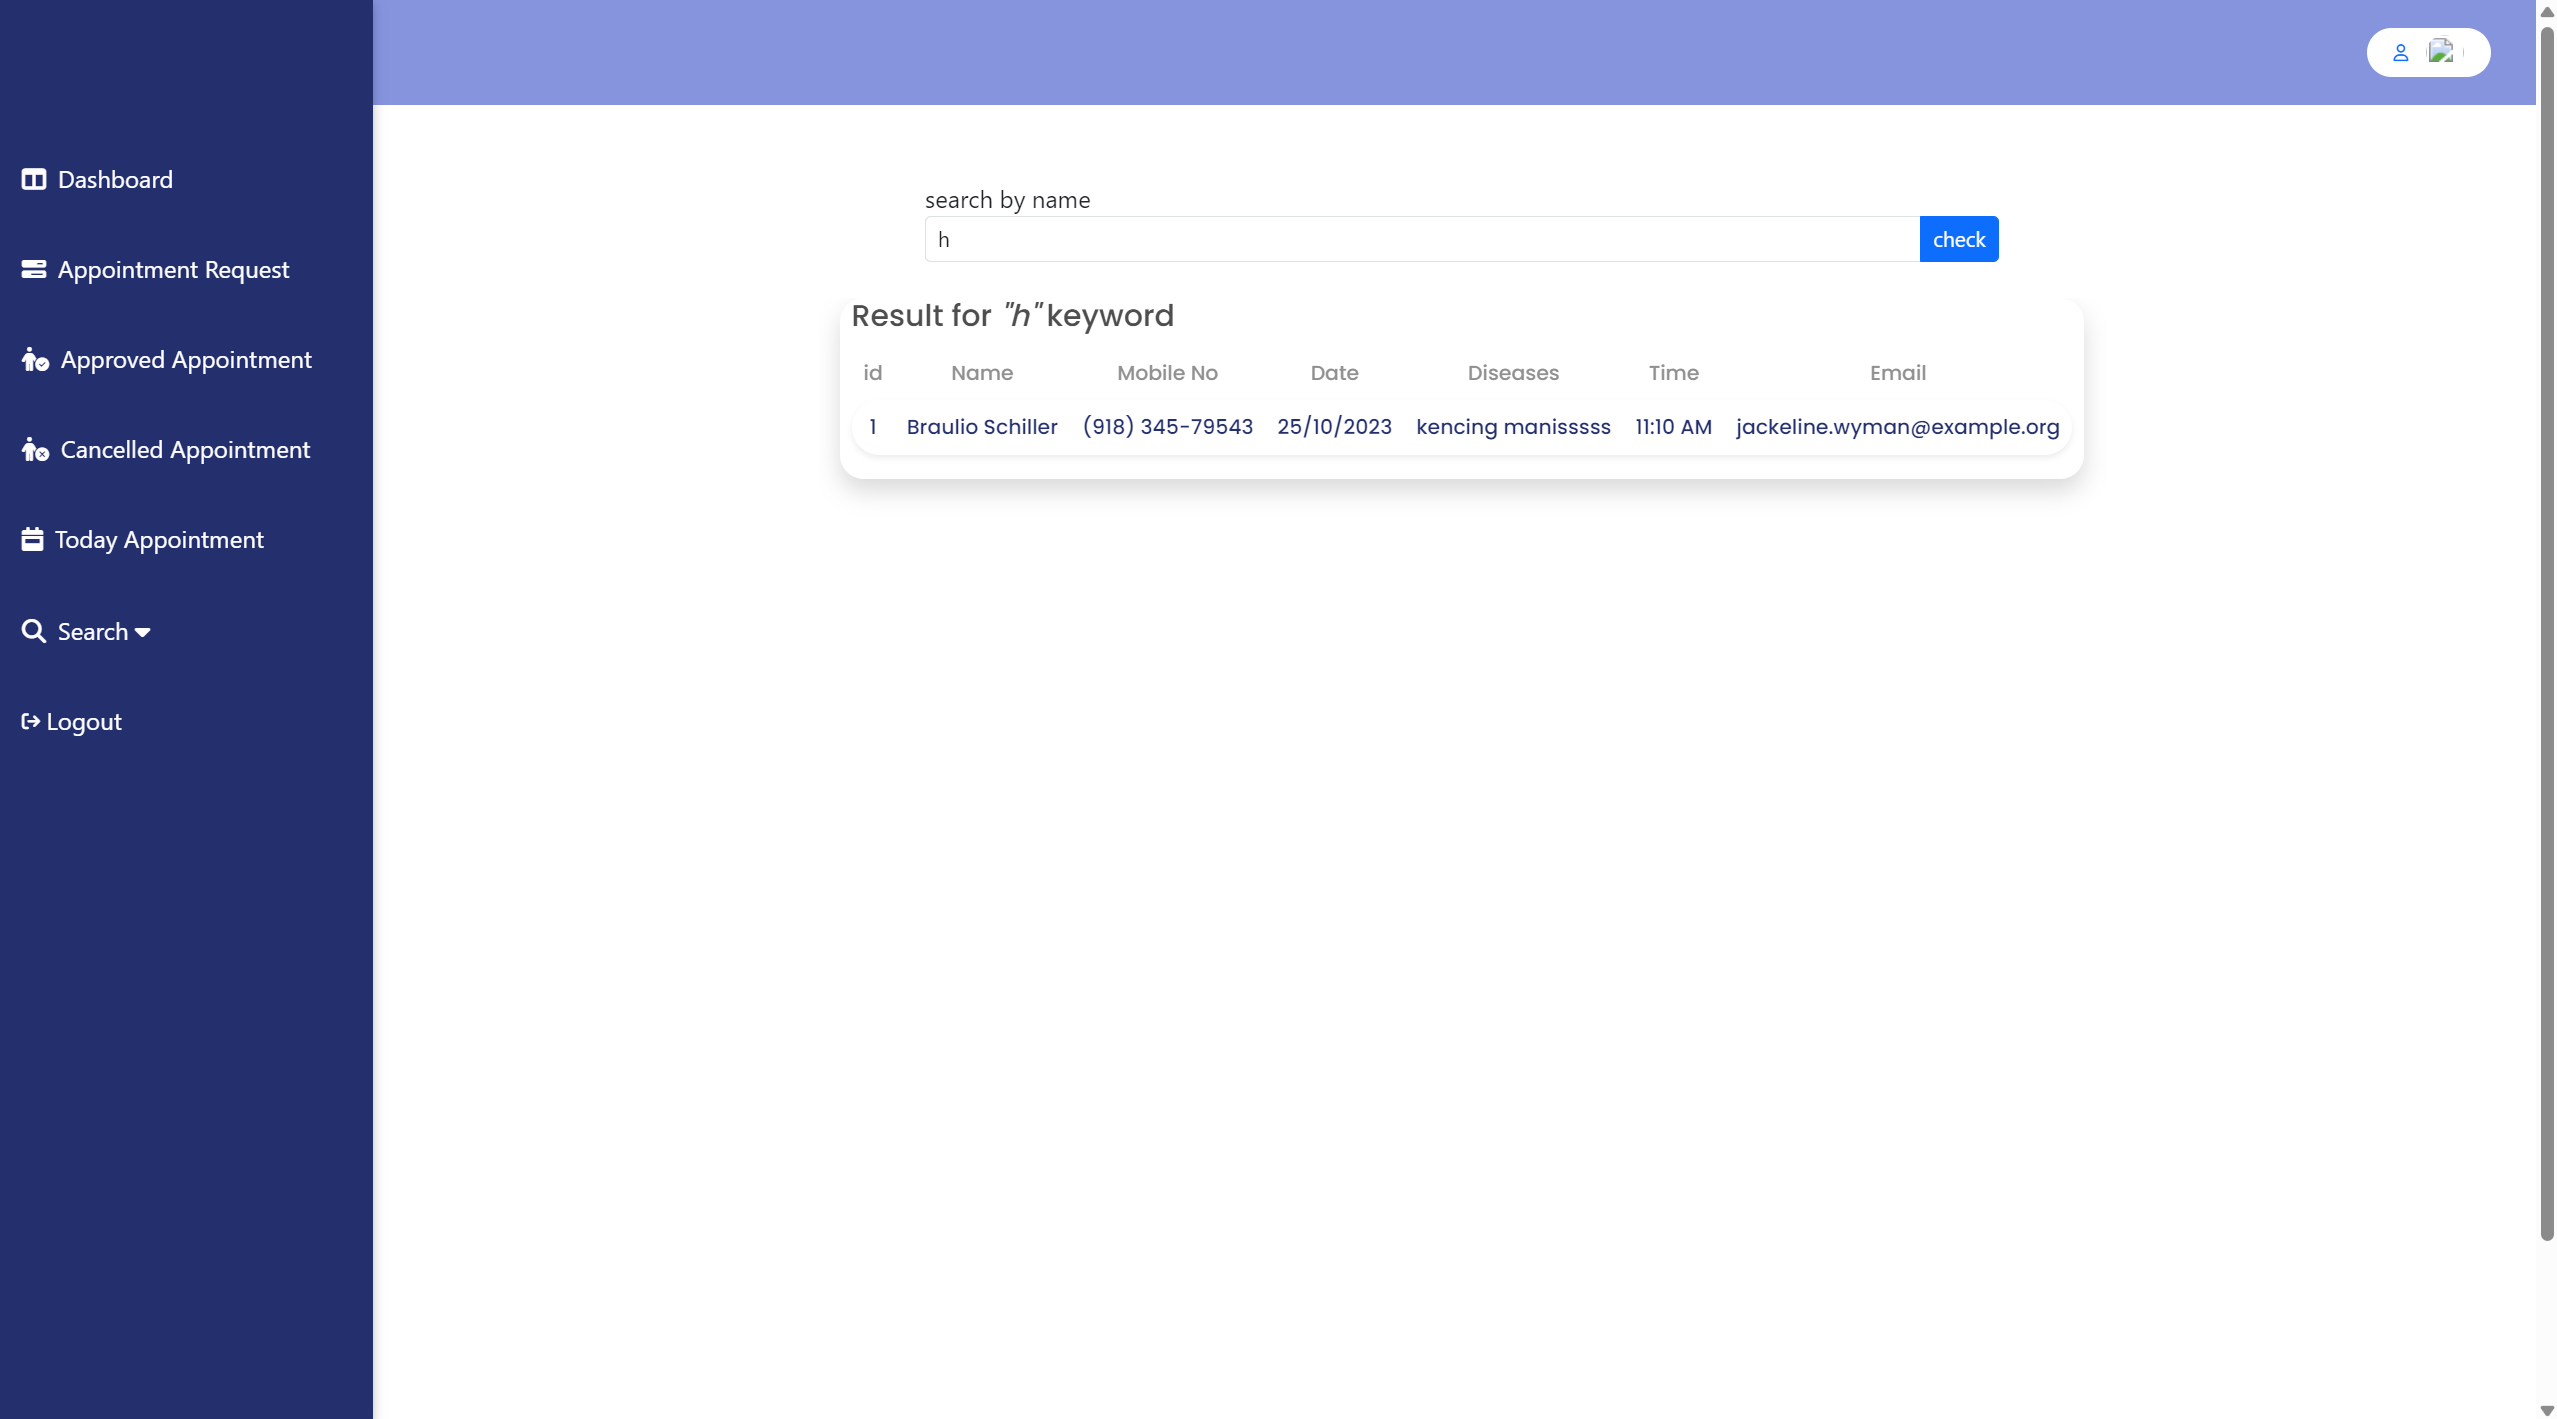 Dashboard
Appointment Request
Approved Appointment
Cancelled Appointment
Today Appointment
Search
Logout
search by name
h
check
Result for "h" keyword
id Name Mobile No Date Diseases Time Email
1 Braulio Schiller (918) 345-79543 25/10/2023 kencing manisssss 11:10 AM jackeline.wyman@example.org